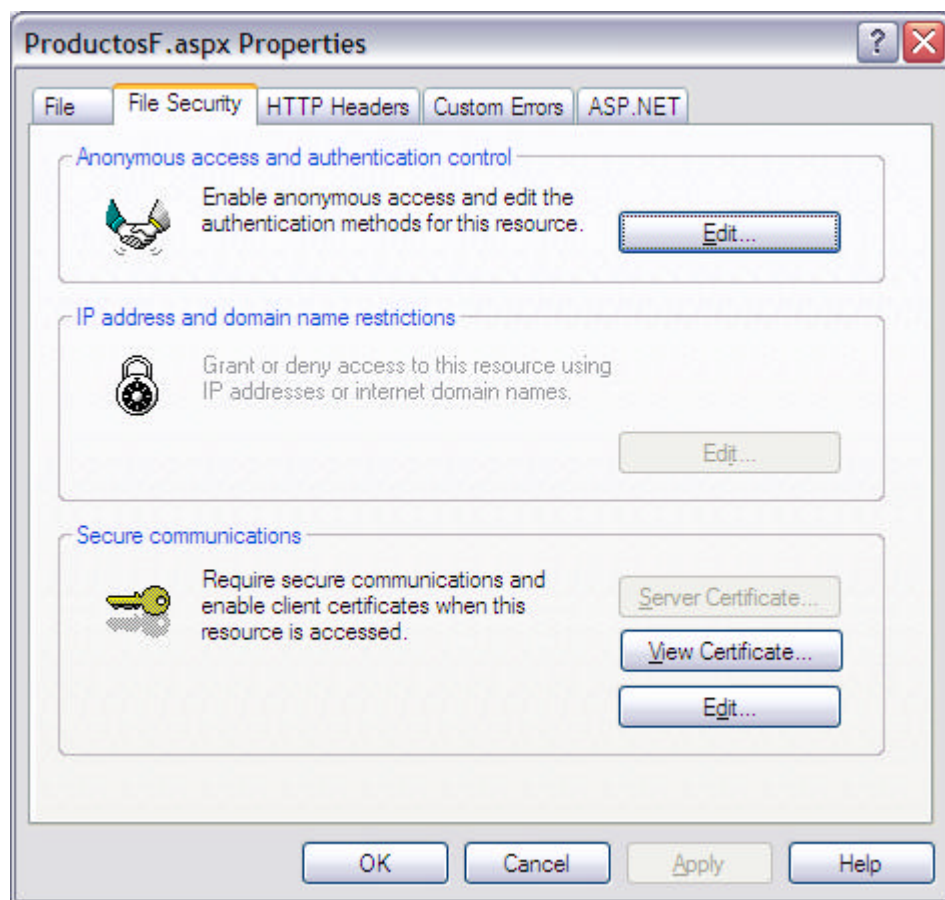 ProductosF.aspx Properties
File File Security HTTP Headers Custom Errors ASP.NET
Anonymous access and authentication control
Enable anonymous access and edit the
authentication methods for this resource.
Edit...
IP address and domain name restrictions
Grant or deny access to this resource using
IP addresses or internet domain names.
Edit...
Secure communications
Require secure communications and
enable client certificates when this
resource is accessed.
Server Certificate...
View Certificate...
Edit...
OK Cancel Apply Help